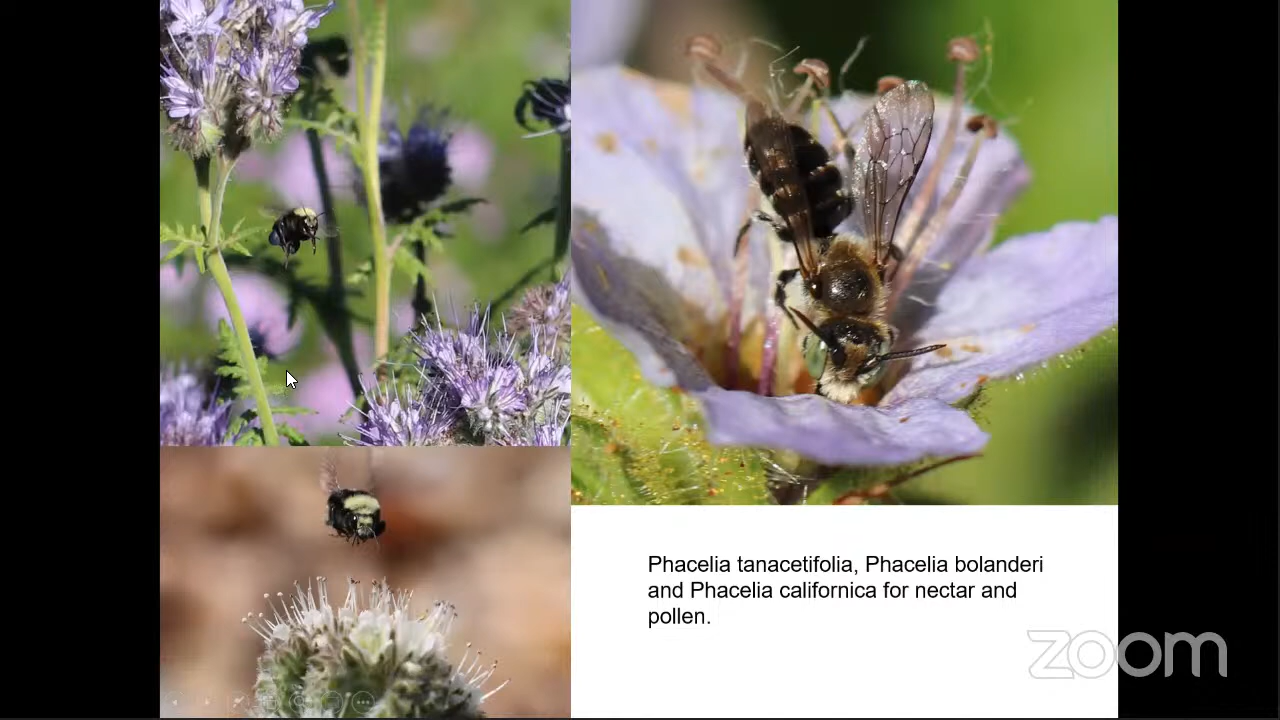 Phacelia tanacetifolia, Phacelia bolanderi
and Phacelia californica for nectar and
pollen.
zoom